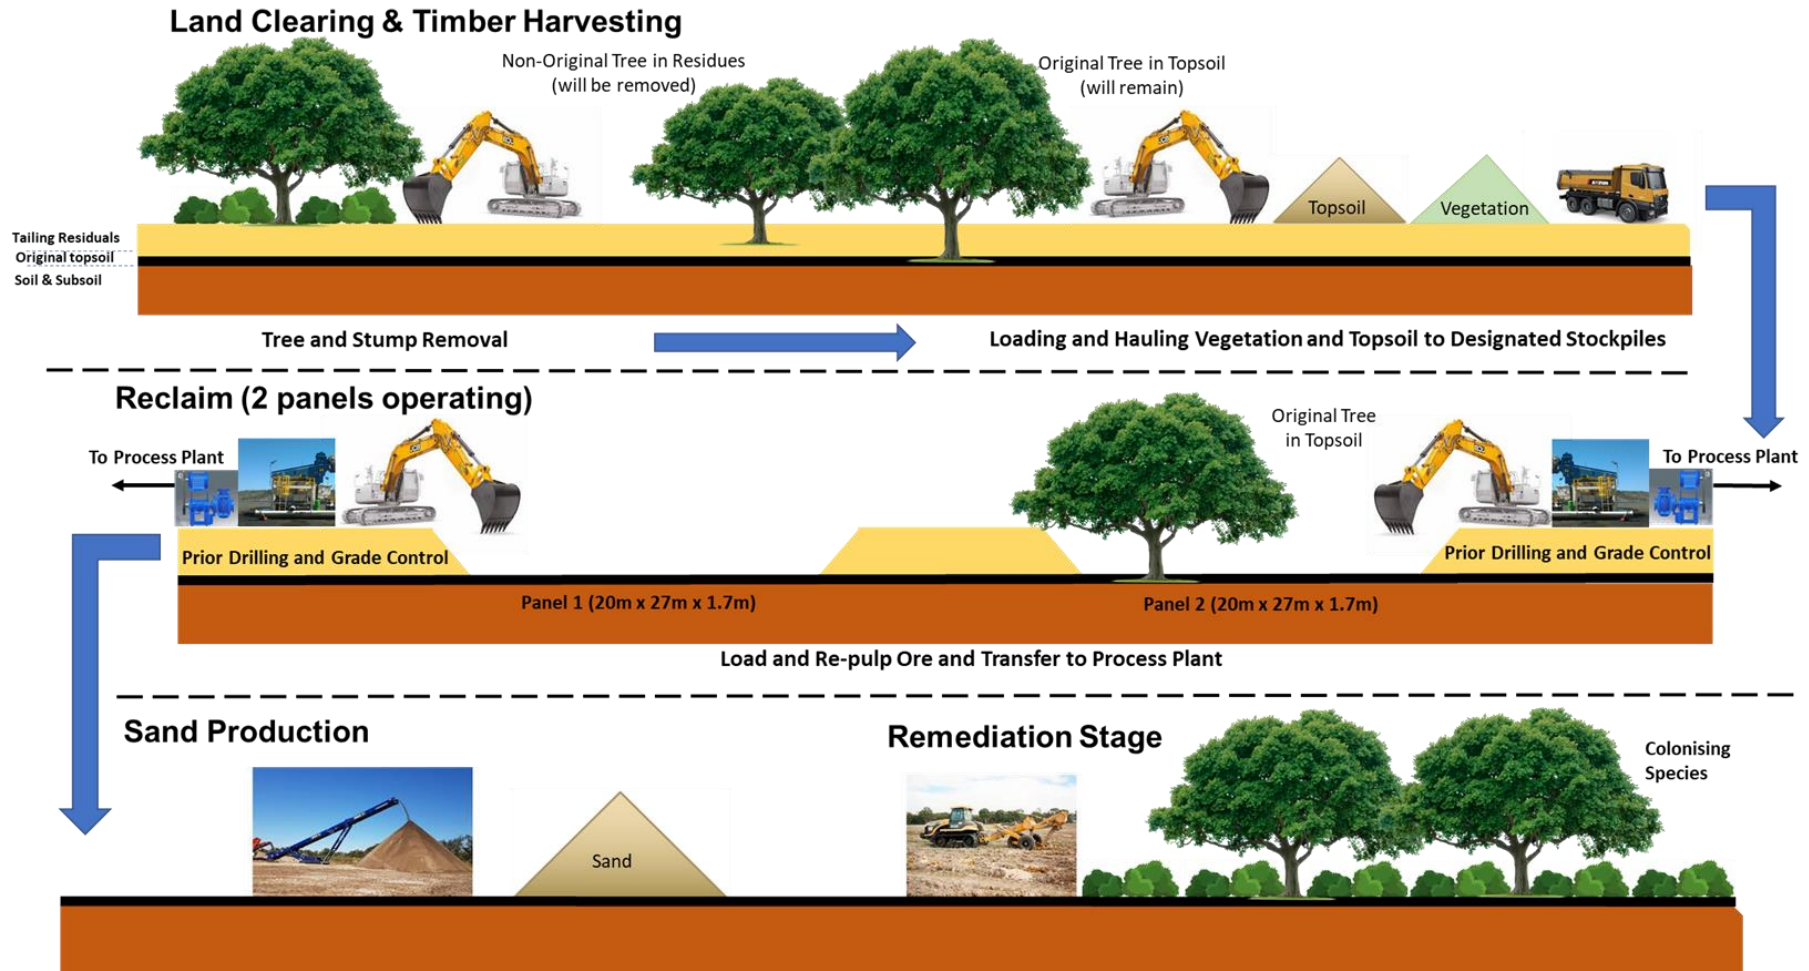 Land Clearing & Timber Harvesting
Non-Original Tree in Residues
(will be removed)
Original Tree in Topsoil
(will remain)
Topsoil
Vegetation
Tailing Residuals
Original topsoil
Soil & Subsoil
Tree and Stump Removal
Loading and Hauling Vegetation and Topsoil to Designated Stockpiles
Reclaim (2 panels operating)
Original Tree
in Topsoil
To Process Plant
To Process Plant
Prior Drilling and Grade Control
Prior Drilling and Grade Control
Panel 1 (20m x 27m x 1.7m)
Panel 2 (20m x 27m x 1.7m)
Load and Re-pulp Ore and Transfer to Process Plant
Sand Production
Remediation Stage
Colonising
Species
Sand